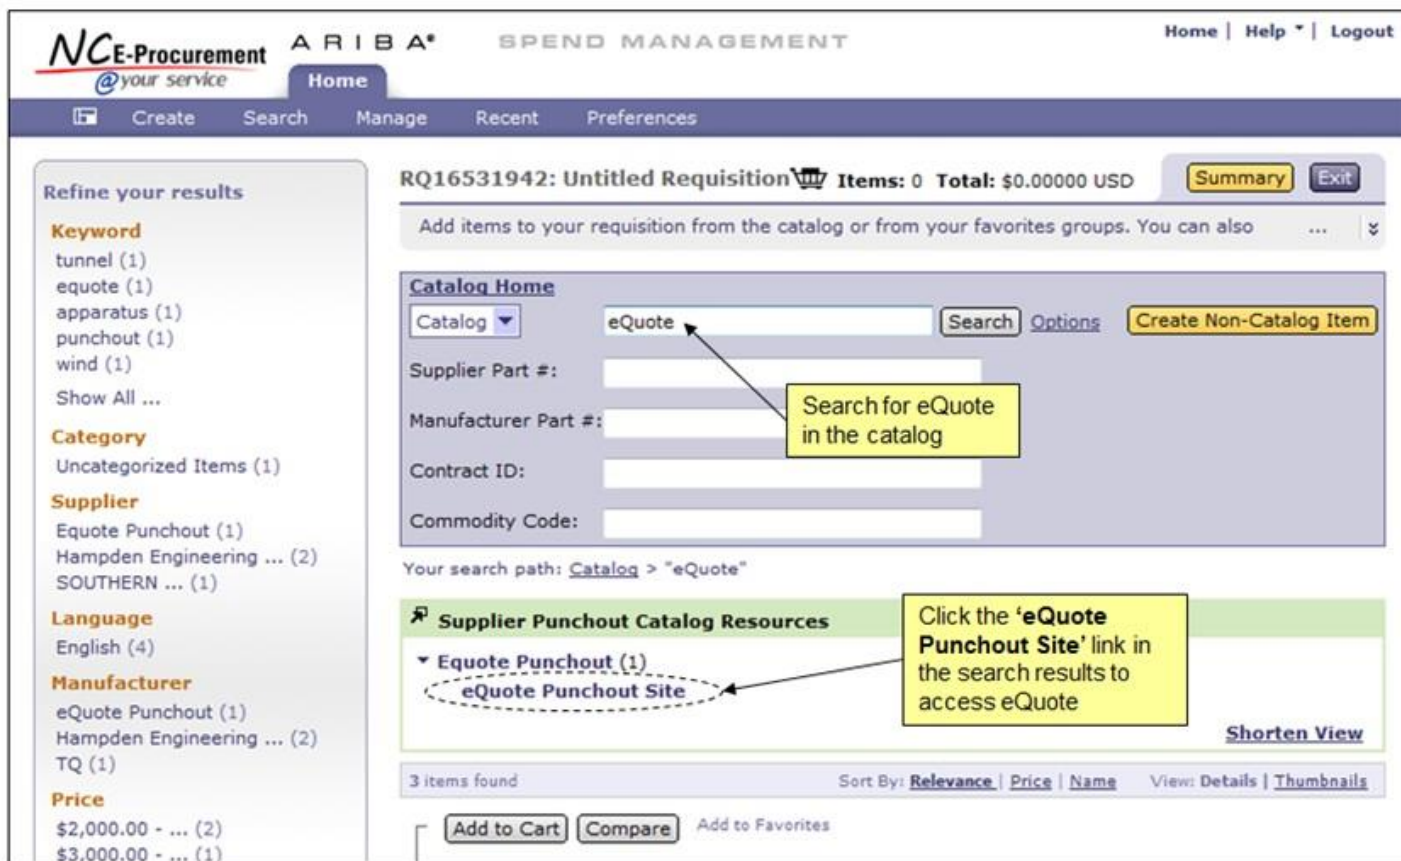 NCE-Procurement
@your service
ARIBA® SPEND MANAGEMENT
Home | Help | Logout
Home
Create Search Manage Recent Preferences
Refine your results
Keyword
tunnel (1)
equote (1)
apparatus (1)
punchout (1)
wind (1)
Show All ...
Category
Uncategorized Items (1)
Supplier
Equote Punchout (1)
Hampden Engineering ... (2)
SOUTHERN ... (1)
Language
English (4)
Manufacturer
eQuote Punchout (1)
Hampden Engineering ... (2)
TQ (1)
Price
$2,000.00 - ... (2)
$3,000.00 - ... (1)
RQ16531942: Untitled Requisition Items: 0 Total: $0.00000 USD Summary Exit
Add items to your requisition from the catalog or from your favorites groups. You can also ...
Catalog Home
Catalog eQuote Search Options Create Non-Catalog Item
Supplier Part #:
Manufacturer Part #:
Contract ID:
Commodity Code:
Search for eQuote
in the catalog
Your search path: Catalog > "eQuote"
Supplier Punchout Catalog Resources
Equote Punchout (1)
eQuote Punchout Site
Click the 'eQuote
Punchout Site' link in
the search results to
access eQuote
Shorten View
3 items found Sort By: Relevance | Price | Name View: Details | Thumbnails
Add to Cart Compare Add to Favorites